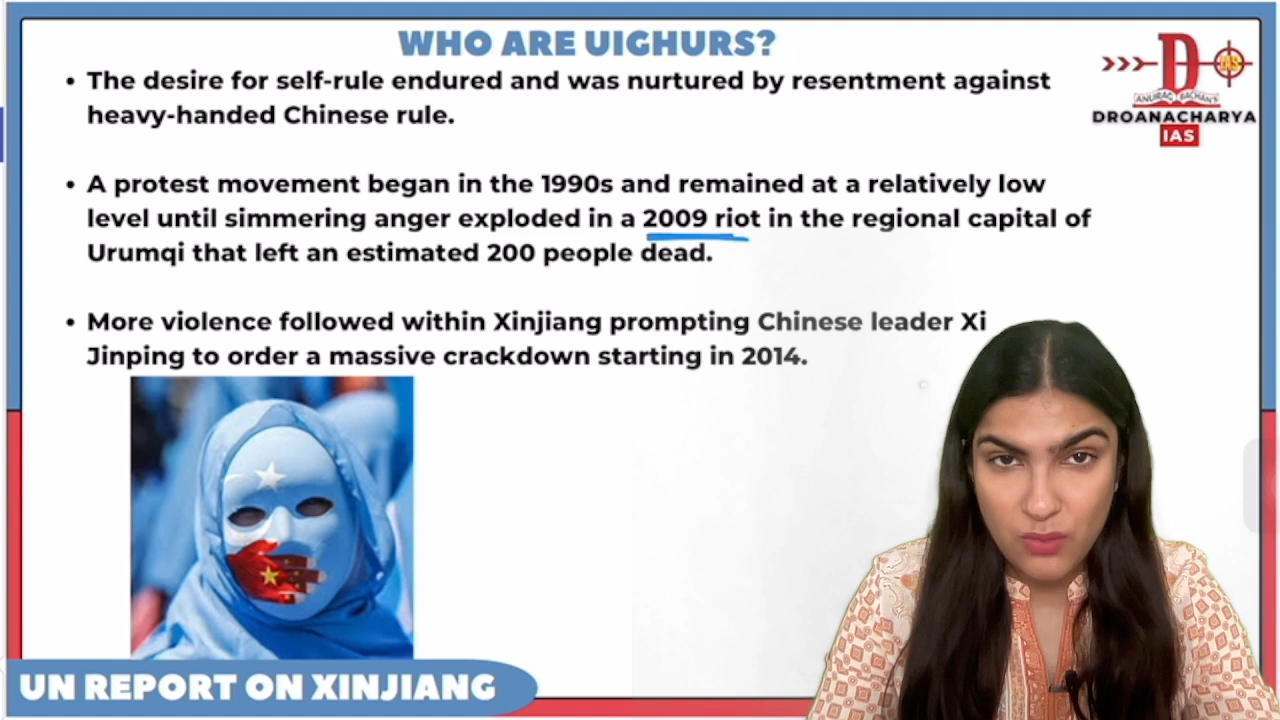 WHO ARE UIGHURS?
• The desire for self-rule endured and was nurtured by resentment against
heavy-handed Chinese rule.
• A protest movement began in the 1990s and remained at a relatively low
level until simmering anger exploded in a 2009 riot in the regional capital of
Urumqi that left an estimated 200 people dead.
• More violence followed within Xinjiang prompting Chinese leader Xi
Jinping to order a massive crackdown starting in 2014.
D
IAS
ANURAG BACHAN'S
DROANACHARYA
IAS
UN REPORT ON XINJIANG